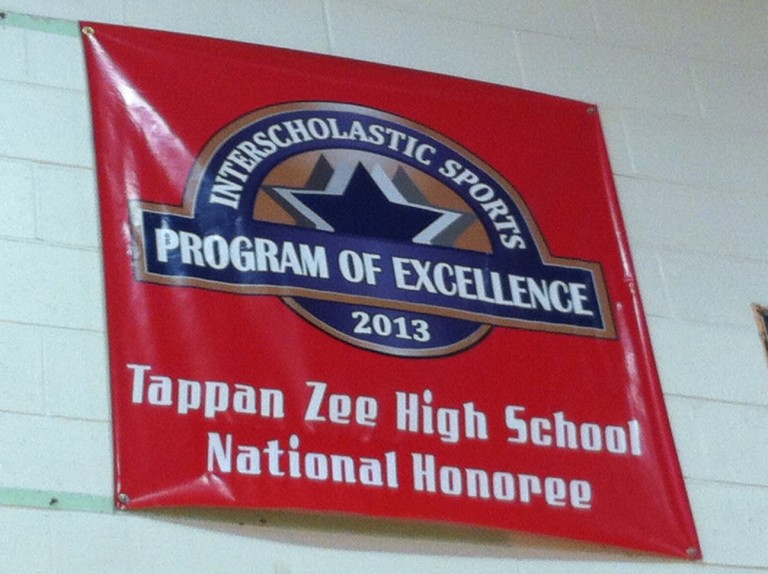 INTERSCHOLASTIC SPORTS
PROGRAM OF EXCELLENCE
2013
Tappan Zee High School
National Honoree